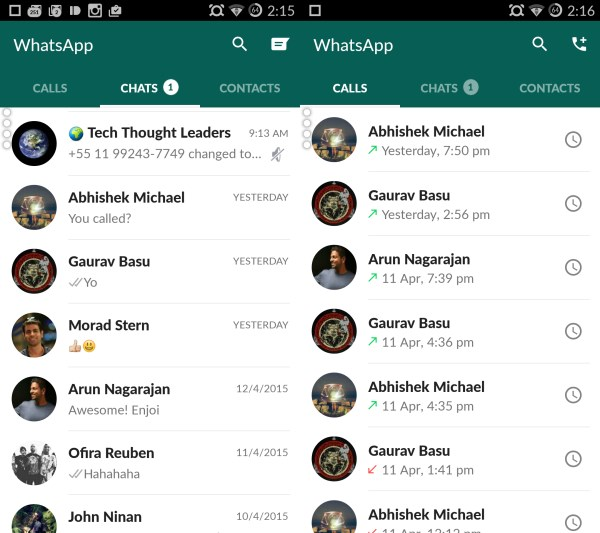 2:15
WhatsApp
CALLS
CHATS 1
CONTACTS
Tech Thought Leaders
9:13 AM
+55 11 99243-7749 changed to...
Abhishek Michael
YESTERDAY
You called?
Gaurav Basu
YESTERDAY
Yo
Morad Stern
YESTERDAY
👍😃
Arun Nagarajan
12/4/2015
Awesome! Enjoi
Ofira Reuben
11/4/2015
Hahahaha
John Ninan
10/4/2015
64 2:16
WhatsApp
CALLS
CHATS 1
CONTACTS
Abhishek Michael
Yesterday, 7:50 pm
Gaurav Basu
Yesterday, 2:56 pm
Arun Nagarajan
11 Apr, 7:39 pm
Gaurav Basu
11 Apr, 4:36 pm
Abhishek Michael
11 Apr, 4:35 pm
Gaurav Basu
11 Apr, 1:41 pm
Abhishek Michael